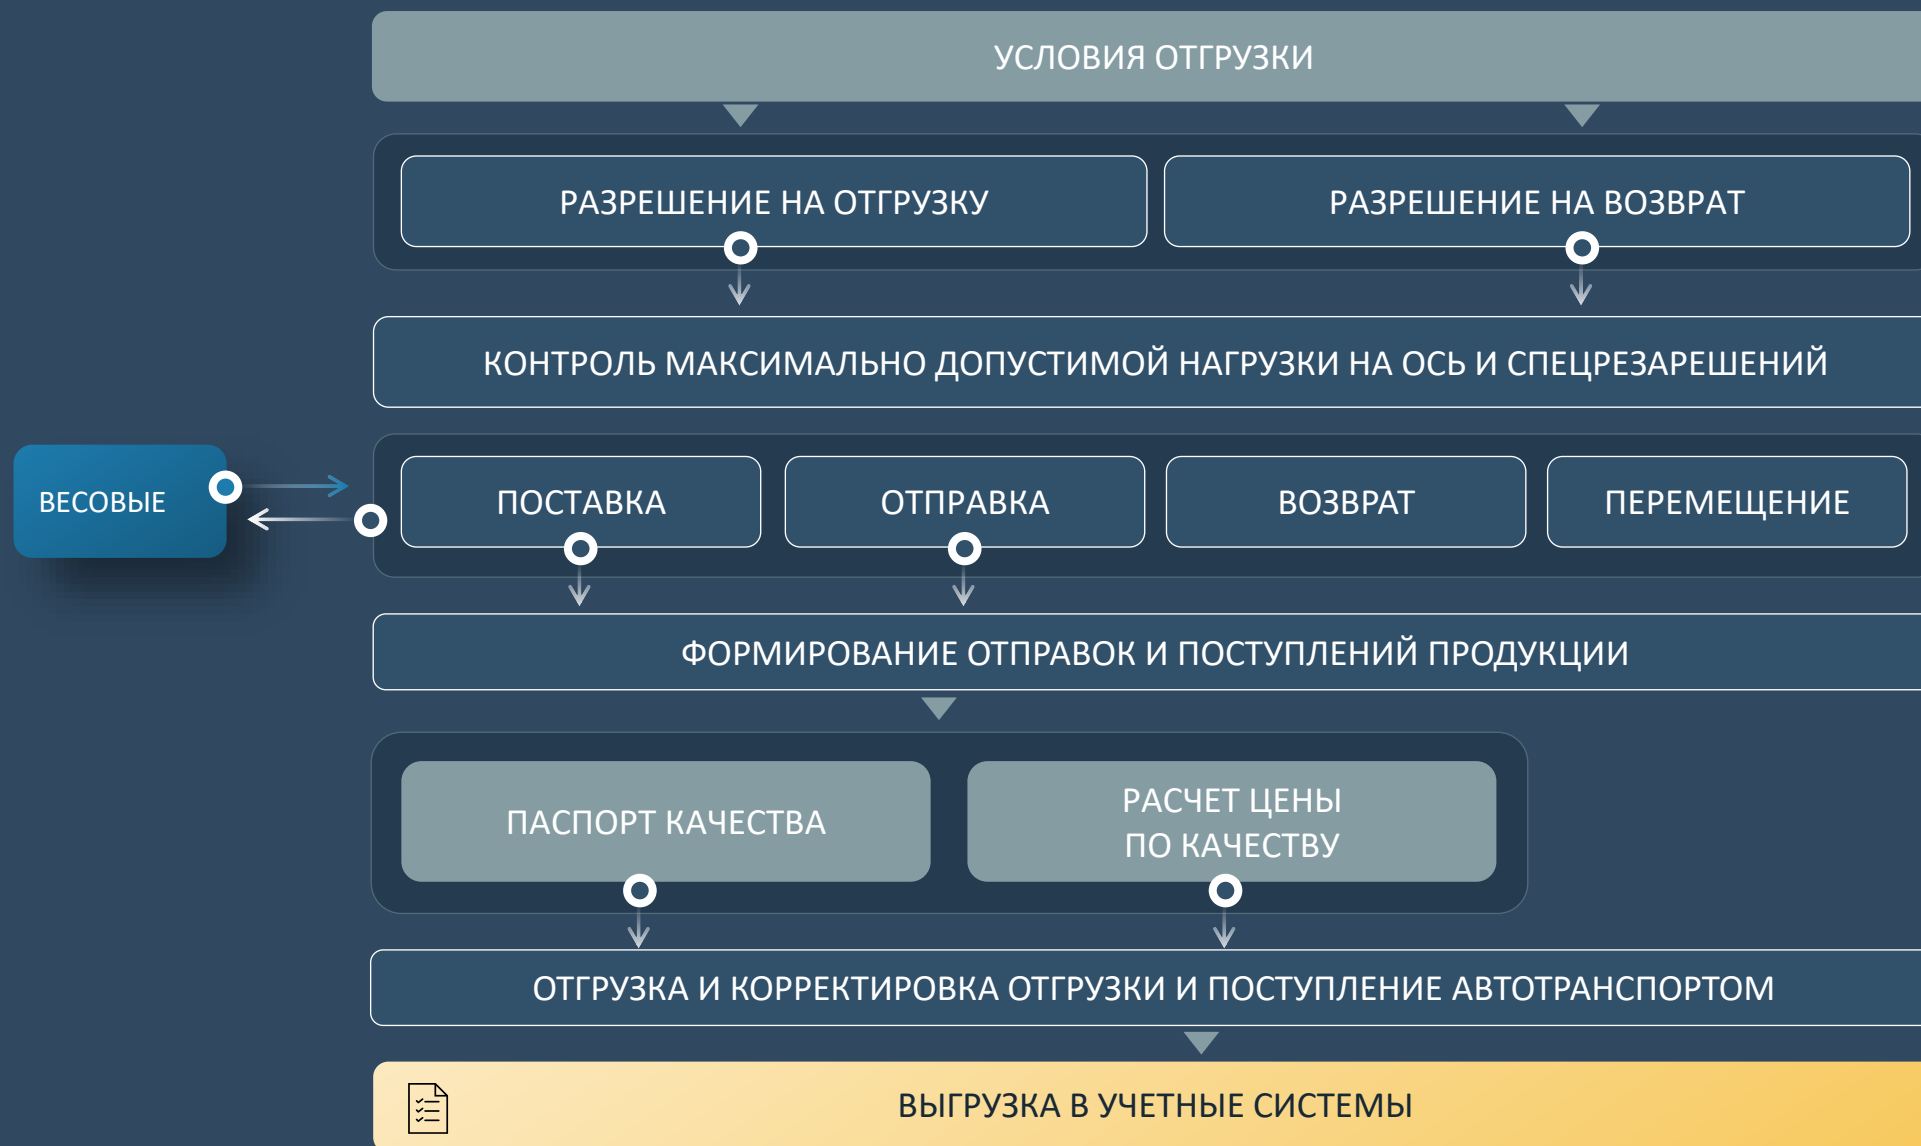 УСЛОВИЯ ОТГРУЗКИ
РАЗРЕШЕНИЕ НА ОТГРУЗКУ
РАЗРЕШЕНИЕ НА ВОЗВРАТ
КОНТРОЛЬ МАКСИМАЛЬНО ДОПУСТИМОЙ НАГРУЗКИ НА ОСЬ И СПЕЦРЕЗАРЕШЕНИЙ
ВЕСОВЫЕ
ПОСТАВКА
ОТПРАВКА
ВОЗВРАТ
ПЕРЕМЕЩЕНИЕ
ФОРМИРОВАНИЕ ОТПРАВОК И ПОСТУПЛЕНИЙ ПРОДУКЦИИ
ПАСПОРТ КАЧЕСТВА
РАСЧЕТ ЦЕНЫ
ПО КАЧЕСТВУ
ОТГРУЗКА И КОРРЕКТИРОВКА ОТГРУЗКИ И ПОСТУПЛЕНИЕ АВТОТРАНСПОРТОМ
ВЫГРУЗКА В УЧЕТНЫЕ СИСТЕМЫ